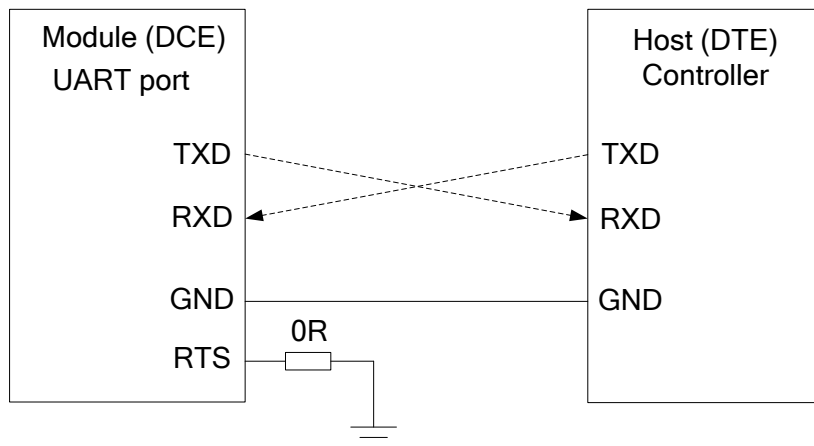 Module (DCE)
UART port
TXD
RXD
GND
RTS
0R
Host (DTE)
Controller
TXD
RXD
GND